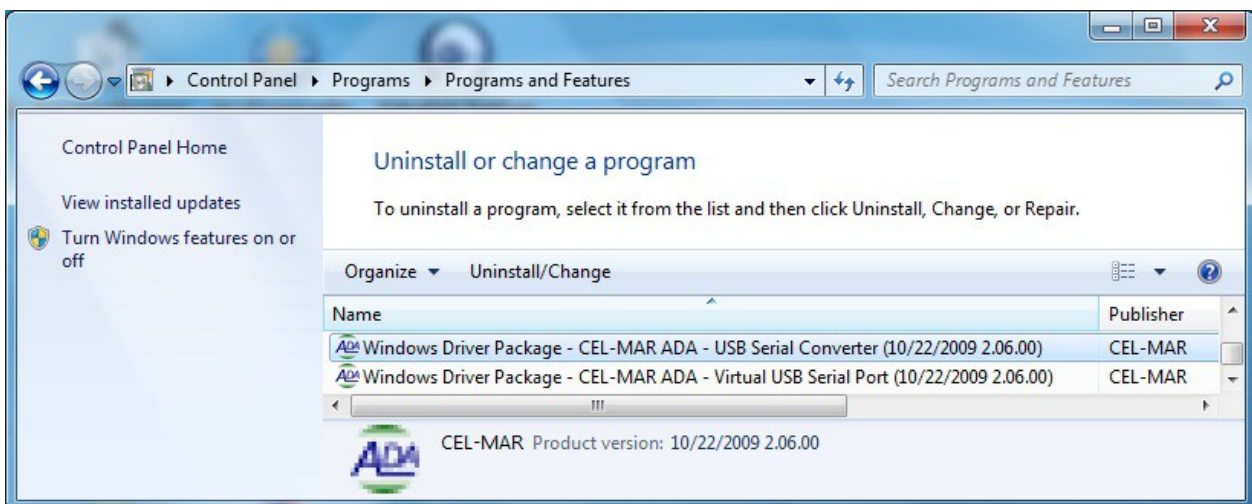 Control Panel ▸ Programs ▸ Programs and Features
Search Programs and Features
Control Panel Home
View installed updates
Turn Windows features on or
off
Uninstall or change a program
To uninstall a program, select it from the list and then click Uninstall, Change, or Repair.
Organize Uninstall/Change
Name Publisher
ADA Windows Driver Package - CEL-MAR ADA - USB Serial Converter (10/22/2009 2.06.00) CEL-MAR
ADA Windows Driver Package - CEL-MAR ADA - Virtual USB Serial Port (10/22/2009 2.06.00) CEL-MAR
ADA CEL-MAR Product version: 10/22/2009 2.06.00